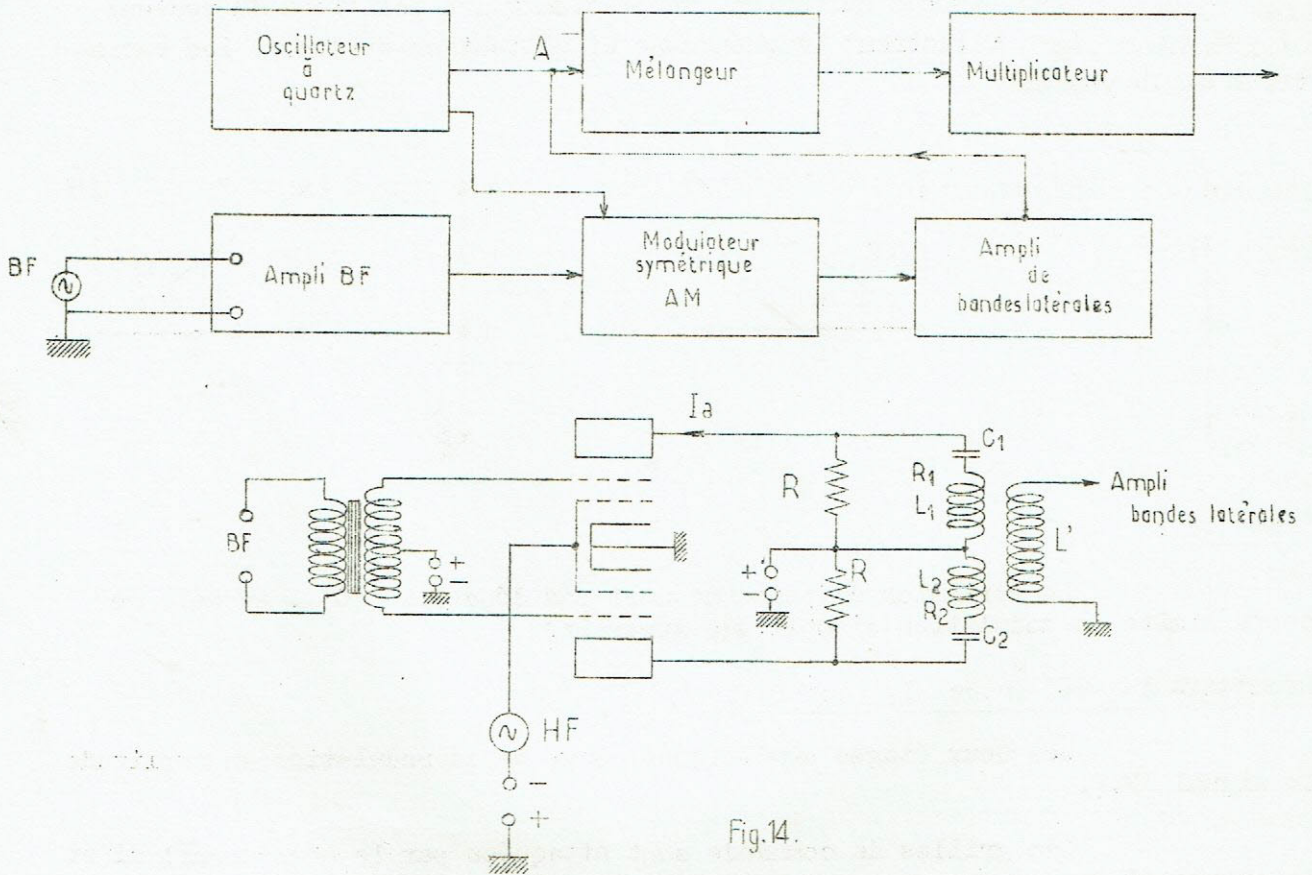 Oscillateur
à
quartz
A
Mélangeur
Multiplicateur
BF
Ampli BF
Modulateur
symétrique
AM
Ampli
de
bandes latérales
Ia
C1
R1
L1
R
L'
Ampli
bandes latérales
BF
+
-
+
-
R
L2
R2
C2
HF
-
+
Fig.14.